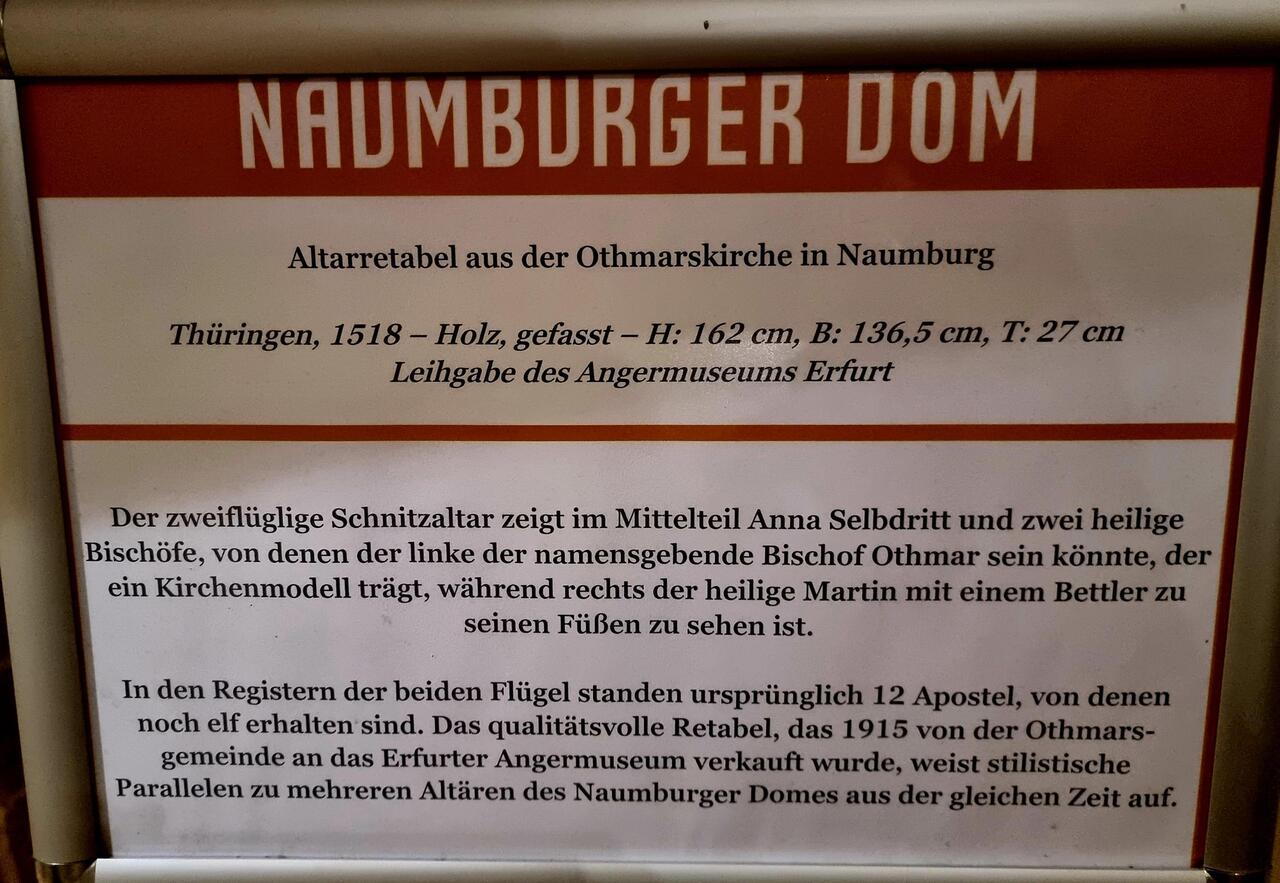 NAUMBURGER DOM
Altarretabel aus der Othmarskirche in Naumburg
Thüringen, 1518 – Holz, gefasst – H: 162 cm, B: 136,5 cm, T: 27 cm
Leihgabe des Angermuseums Erfurt
Der zweiflüglige Schnitzaltar zeigt im Mittelteil Anna Selbdritt und zwei heilige
Bischöfe, von denen der linke der namensgebende Bischof Othmar sein könnte, der
ein Kirchenmodell trägt, während rechts der heilige Martin mit einem Bettler zu
seinen Füßen zu sehen ist.
In den Registern der beiden Flügel standen ursprünglich 12 Apostel, von denen
noch elf erhalten sind. Das qualitätsvolle Retabel, das 1915 von der Othmars-
gemeinde an das Erfurter Angermuseum verkauft wurde, weist stilistische
Parallelen zu mehreren Altären des Naumburger Domes aus der gleichen Zeit auf.